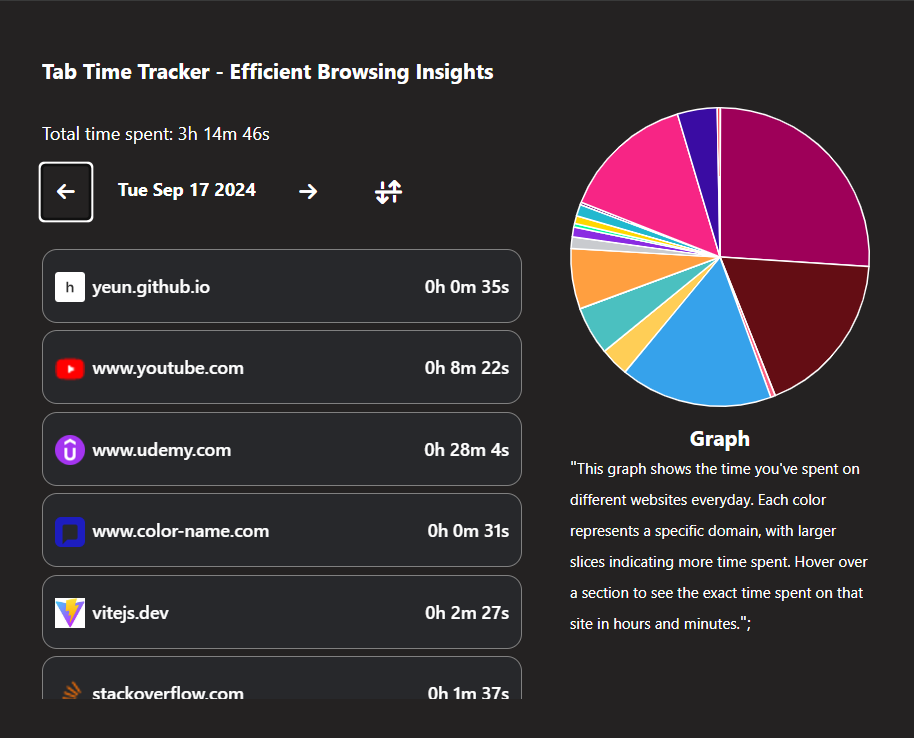 Tab Time Tracker - Efficient Browsing Insights
Total time spent: 3h 14m 46s
Tue Sep 17 2024
h yeun.github.io 0h 0m 35s
www.youtube.com 0h 8m 22s
www.udemy.com 0h 28m 4s
www.color-name.com 0h 0m 31s
vitejs.dev 0h 2m 27s
stackoverflow.com 0h 1m 37s
Graph
"This graph shows the time you've spent on
different websites everyday. Each color
represents a specific domain, with larger
slices indicating more time spent. Hover over
a section to see the exact time spent on that
site in hours and minutes.";